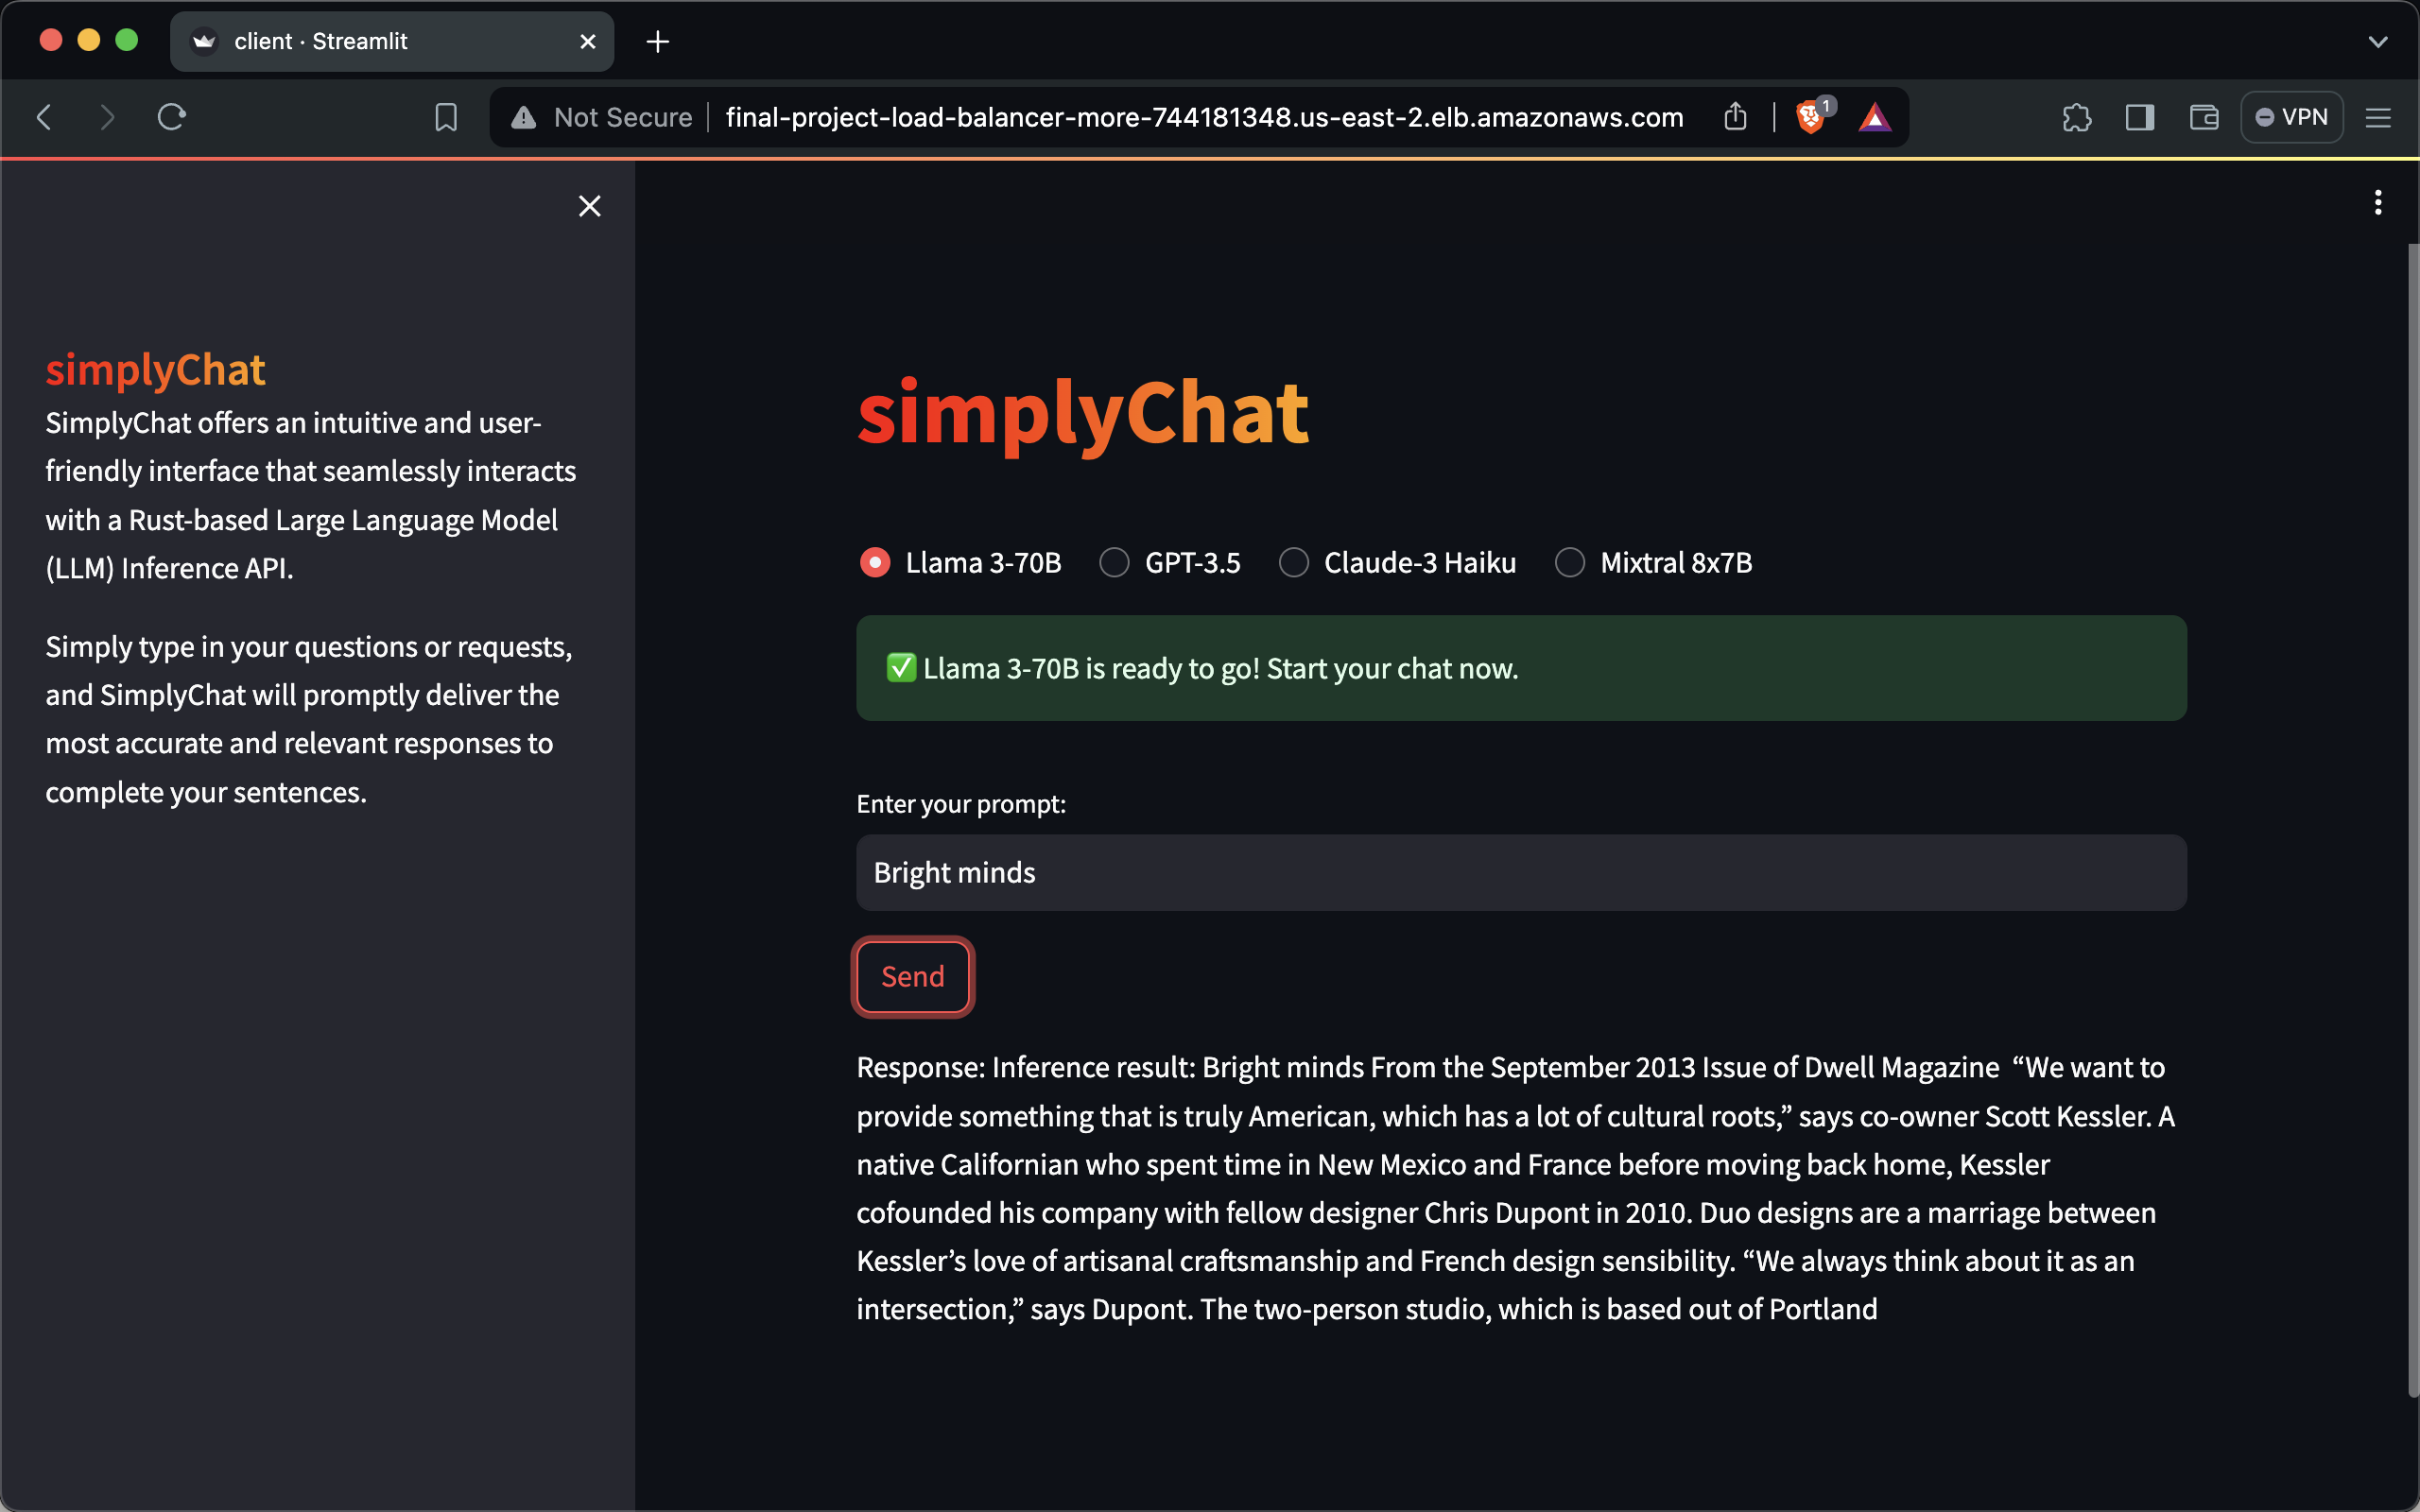 client · Streamlit
Not Secure
final-project-load-balancer-more-744181348.us-east-2.elb.amazonaws.com
1
VPN
simplyChat
SimplyChat offers an intuitive and user-
friendly interface that seamlessly interacts
with a Rust-based Large Language Model
(LLM) Inference API.
Simply type in your questions or requests,
and SimplyChat will promptly deliver the
most accurate and relevant responses to
complete your sentences.
simplyChat
Llama 3-70B
GPT-3.5
Claude-3 Haiku
Mixtral 8x7B
✅ Llama 3-70B is ready to go! Start your chat now.
Enter your prompt:
Bright minds
Send
Response: Inference result: Bright minds From the September 2013 Issue of Dwell Magazine “We want to
provide something that is truly American, which has a lot of cultural roots,” says co-owner Scott Kessler. A
native Californian who spent time in New Mexico and France before moving back home, Kessler
cofounded his company with fellow designer Chris Dupont in 2010. Duo designs are a marriage between
Kessler’s love of artisanal craftsmanship and French design sensibility. “We always think about it as an
intersection,” says Dupont. The two-person studio, which is based out of Portland